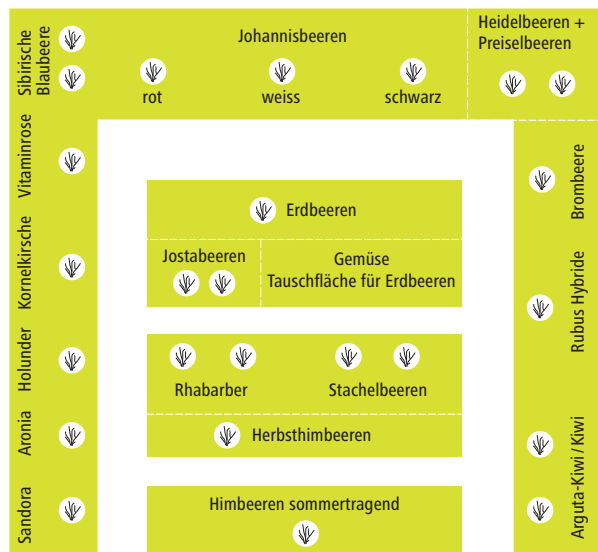 Sibirische
Blaubeere
Johannisbeeren
rot
weiss
schwarz
Heidelbeeren +
Preiselbeeren
Vitaminrose
Kornelkirsche
Holunder
Aronia
Sandora
Erdbeeren
Jostabeeren
Gemüse
Tauschfläche für Erdbeeren
Rhabarber
Stachelbeeren
Herbsthimbeeren
Himbeeren sommertragend
Brombeere
Rubus Hybride
Arguta-Kiwi / Kiwi